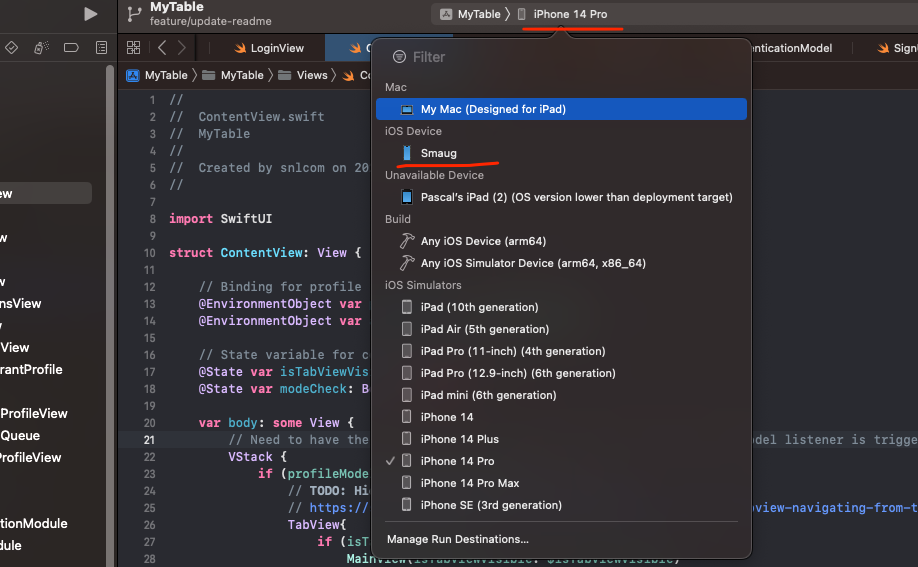 MyTable
feature/update-readme
MyTable
iPhone 14 Pro
LoginView
C
enticationModel
Sign
MyTable
MyTable
Views
Co
Filter
Mac
My Mac (Designed for iPad)
iOS Device
Smaug
Unavailable Device
Pascal's iPad (2) (OS version lower than deployment target)
Build
Any iOS Device (arm64)
Any iOS Simulator Device (arm64, x86_64)
iOS Simulators
iPad (10th generation)
iPad Air (5th generation)
iPad Pro (11-inch) (4th generation)
iPad Pro (12.9-inch) (6th generation)
iPad mini (6th generation)
iPhone 14
iPhone 14 Plus
iPhone 14 Pro
iPhone 14 Pro Max
iPhone SE (3rd generation)
Manage Run Destinations...
ew
w
w
nsView
View
rantProfile
ProfileView
Queue
ProfileView
tionModule
dule
1 //
2 // ContentView.swift
3 // MyTable
4 //
5 // Created by snlcom on 20
6 //
7
8 import SwiftUI
9
10 struct ContentView: View {
11
12 // Binding for profile
13 @EnvironmentObject var
14 @EnvironmentObject var
15
16 // State variable for c
17 @State var isTabViewVis
18 @State var modeCheck: B
19
20 var body: some View {
21 // Need to have the odel listener is trigge
22 VStack {
23 if (profileMode
24 // TODO: Hi
25 // https:// bview-navigating-from-t
26 TabView{
27 if (isT
28 MainView(isTabViewVisible: $isTabViewVisible)